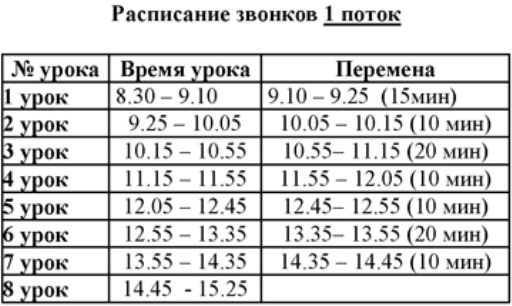 Расписание звонков 1 поток
№ урока Время урока Перемена
1 урок 8.30 – 9.10 9.10 – 9.25 (15мин)
2 урок 9.25 – 10.05 10.05 – 10.15 (10 мин)
3 урок 10.15 – 10.55 10.55– 11.15 (20 мин)
4 урок 11.15 – 11.55 11.55 – 12.05 (10 мин)
5 урок 12.05 – 12.45 12.45– 12.55 (10 мин)
6 урок 12.55 – 13.35 13.35– 13.55 (20 мин)
7 урок 13.55 – 14.35 14.35 – 14.45 (10 мин)
8 урок 14.45 - 15.25